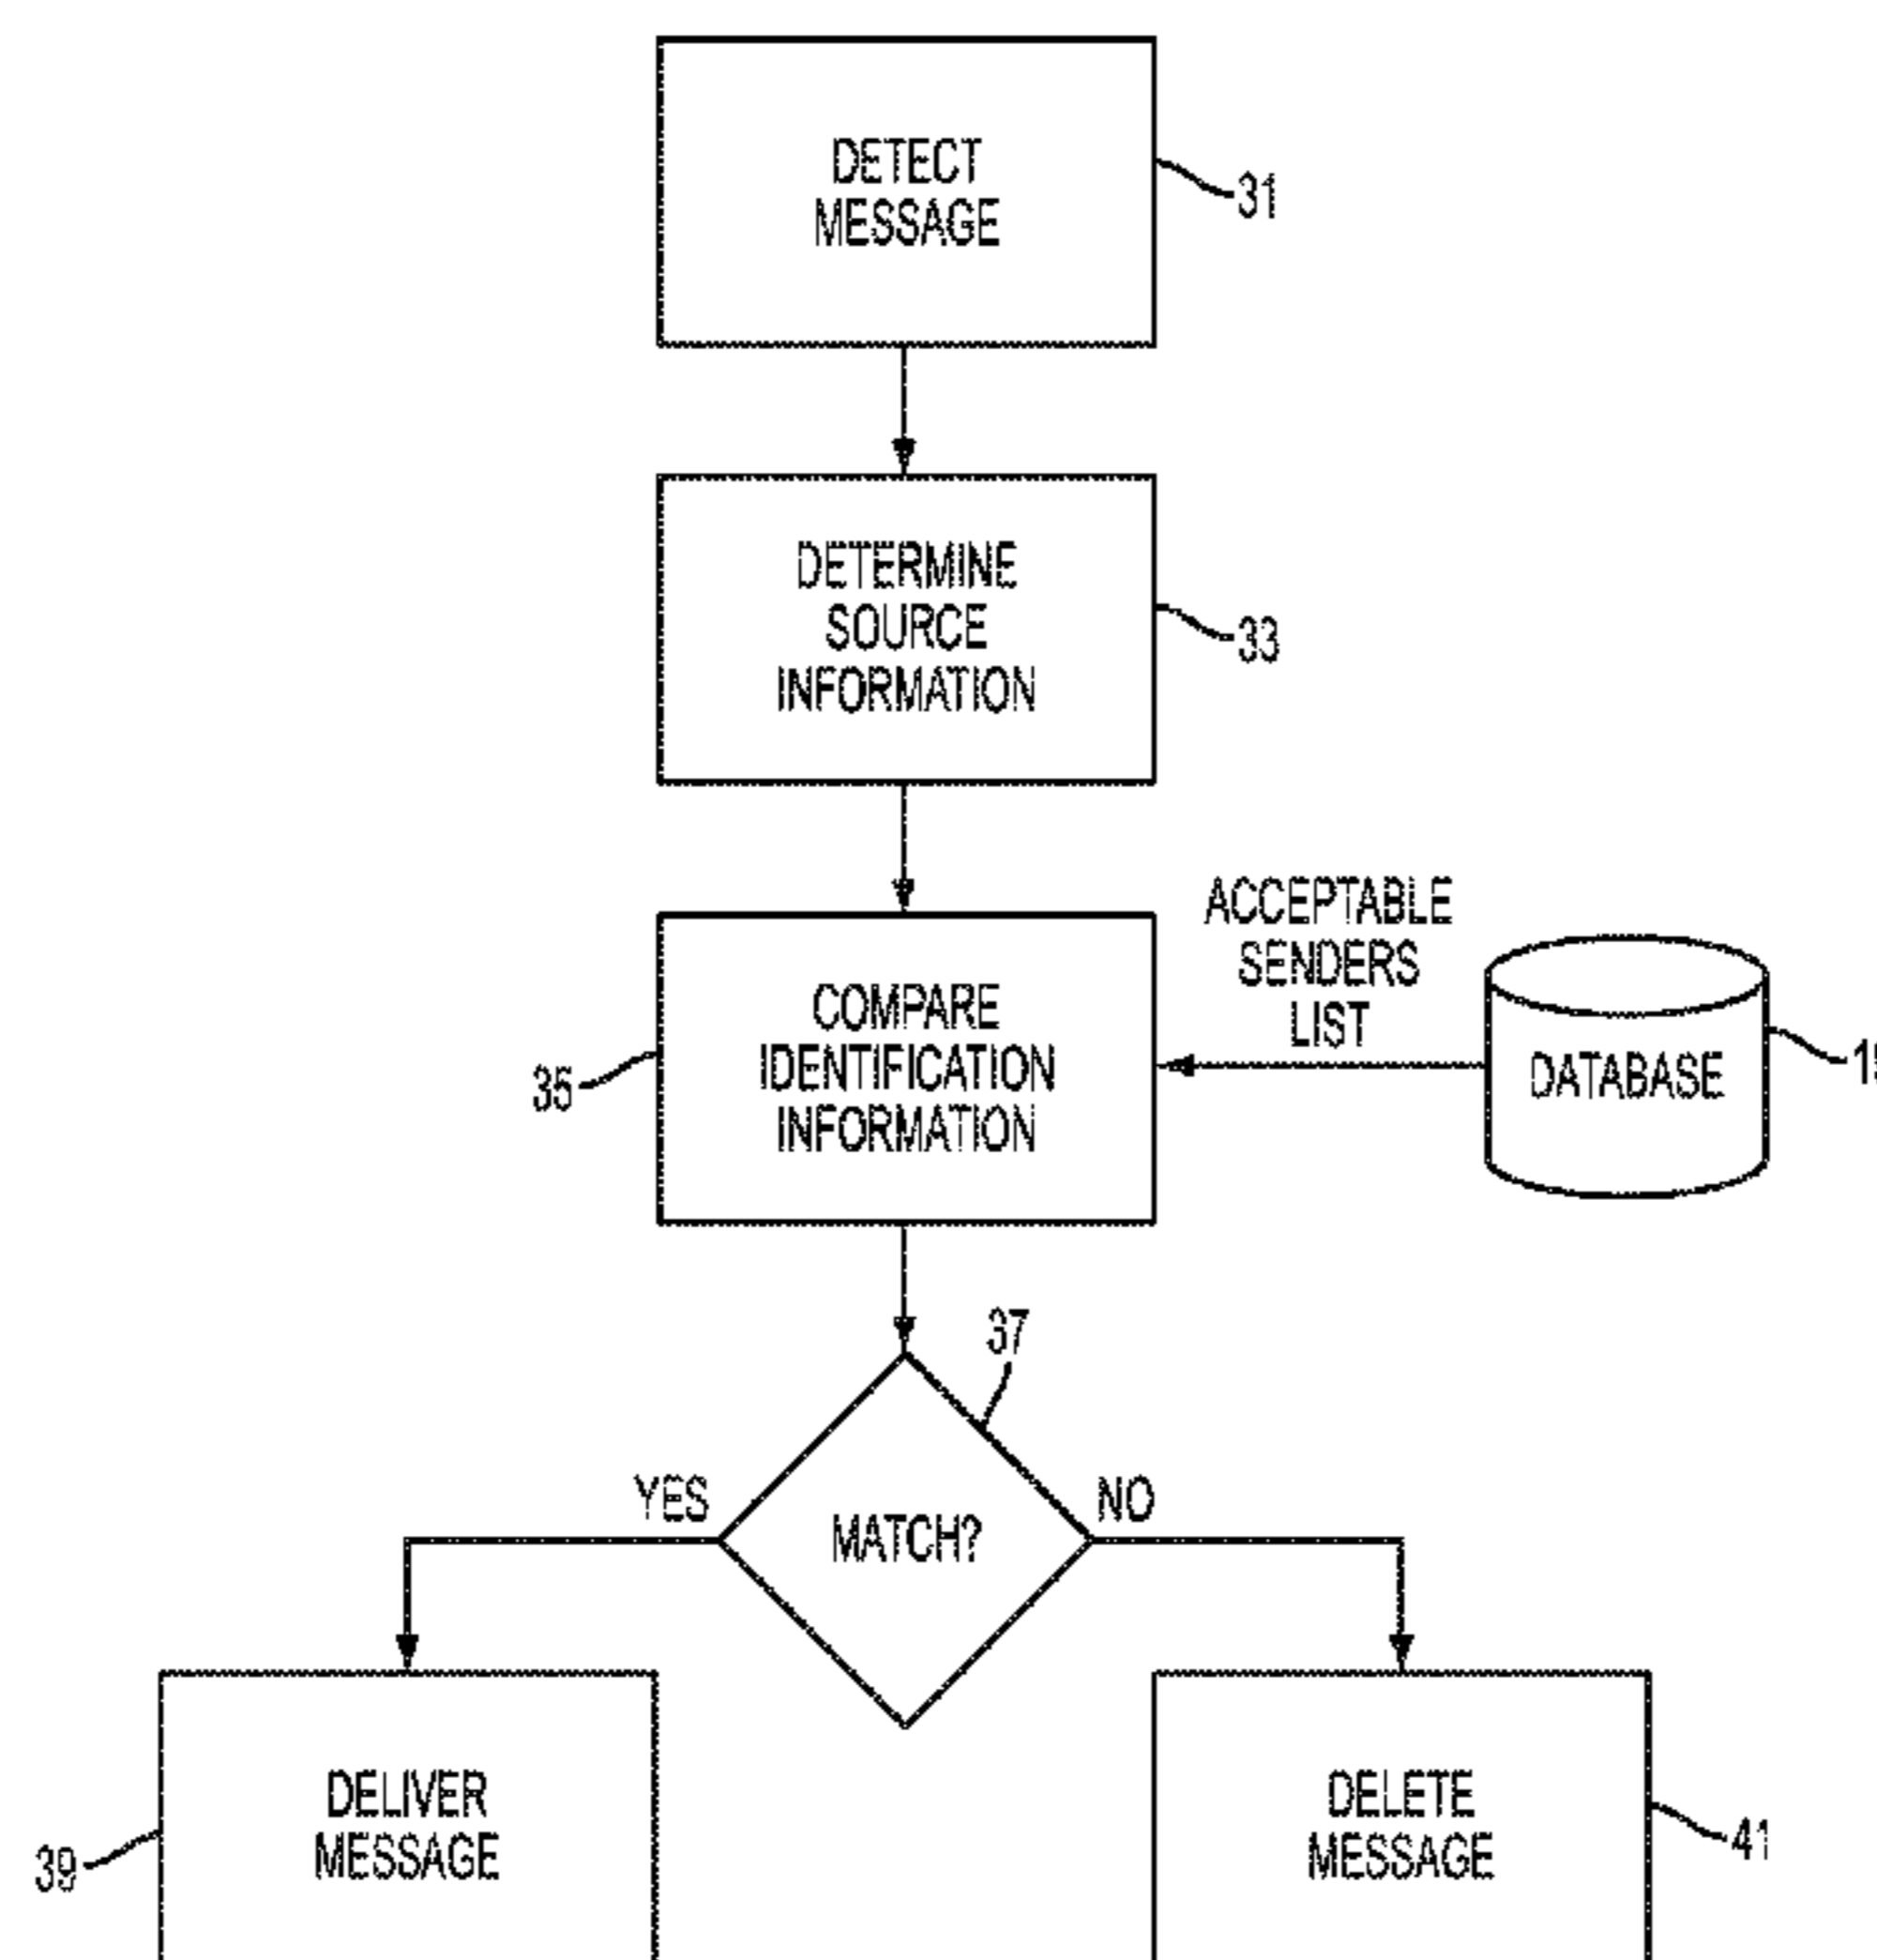 DETECT
MESSAGE
31
DETERMINE
SOURCE
INFORMATION
33
ACCEPTABLE
SENDERS
LIST
COMPARE
IDENTIFICATION
INFORMATION
35
DATABASE
37
YES
MATCH?
NO
DELIVER
MESSAGE
39
DELETE
MESSAGE
41